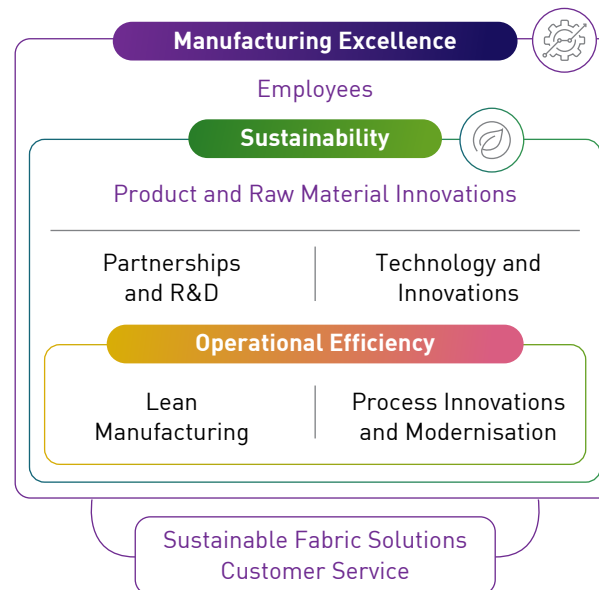 Manufacturing Excellence
Employees
Sustainability
Product and Raw Material Innovations
Partnerships
and R&D
Technology and
Innovations
Operational Efficiency
Lean
Manufacturing
Process Innovations
and Modernisation
Sustainable Fabric Solutions
Customer Service